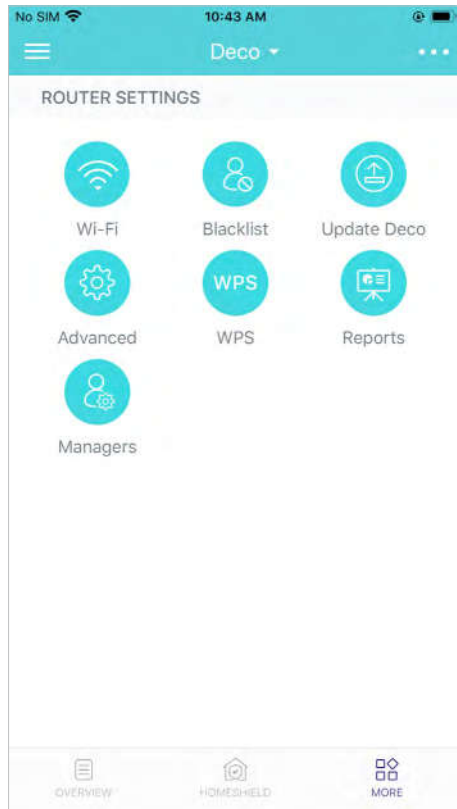 No SIM 10:43 AM
Deco
ROUTER SETTINGS
Wi-Fi Blacklist Update Deco
WPS
Advanced WPS Reports
Managers
OVERVIEW HOMESHIELD MORE